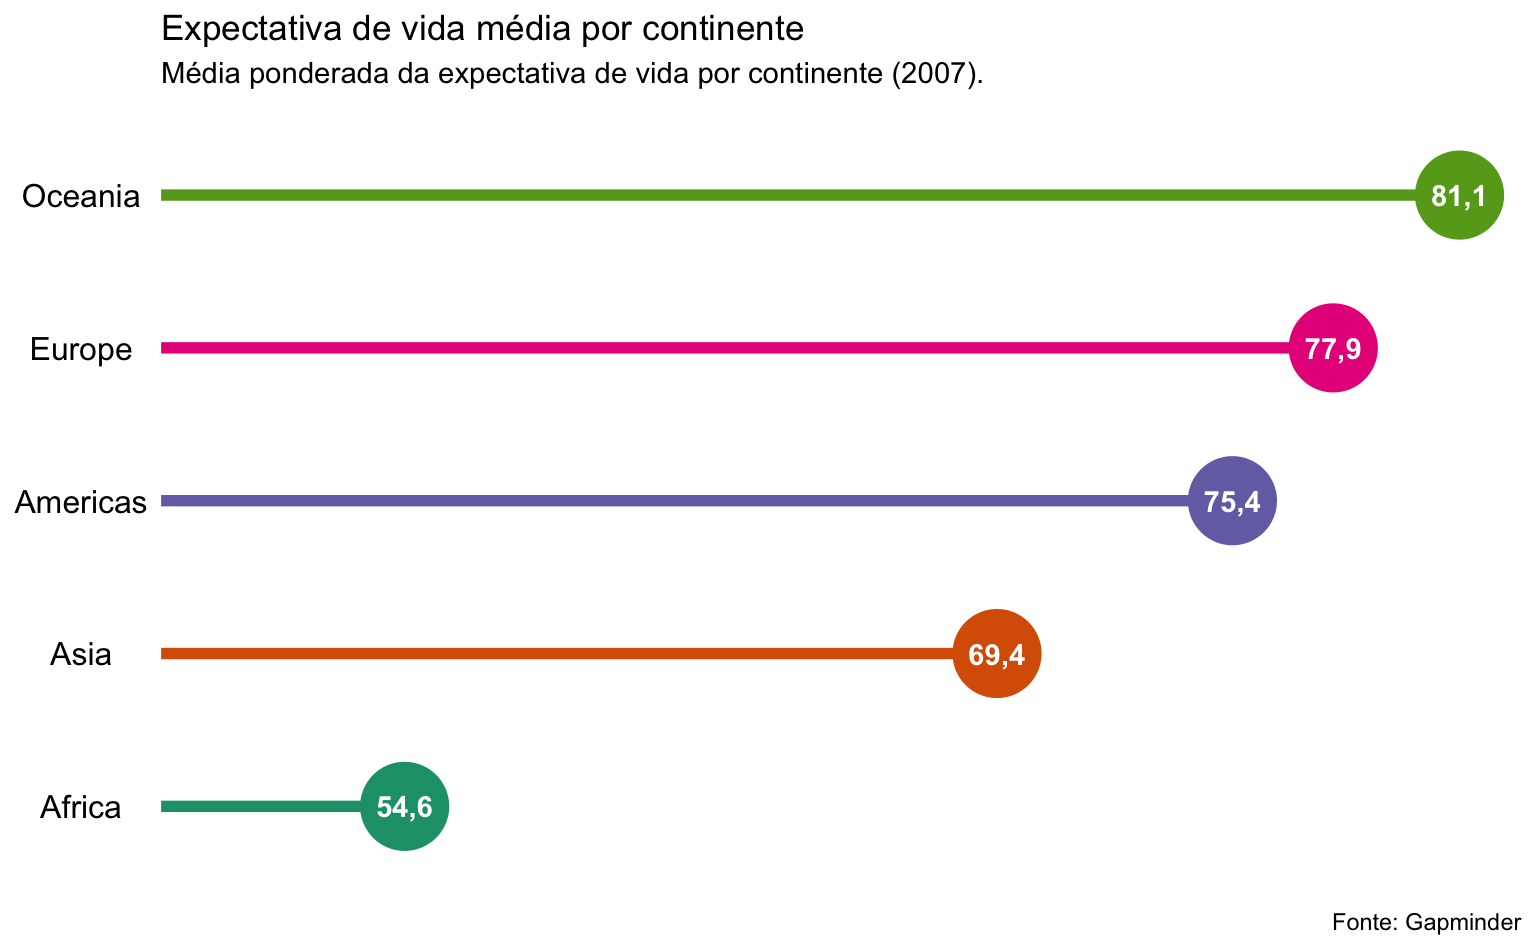 Expectativa de vida média por continente
Média ponderada da expectativa de vida por continente (2007).
Oceania
81,1
Europe
77,9
Americas
75,4
Asia
69,4
Africa
54,6
Fonte: Gapminder